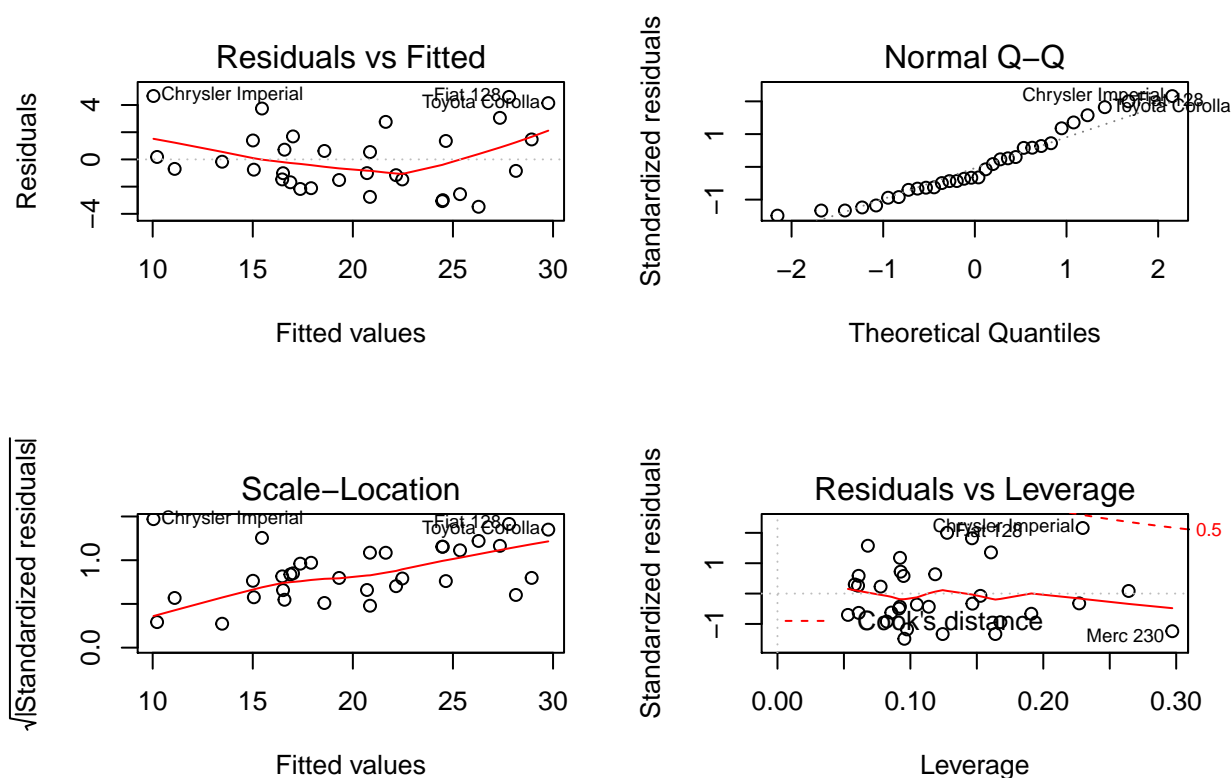 Residuals vs Fitted
Residuals
4
0
−4
Chrysler Imperial
Fiat 128
Toyota Corolla
10 15 20 25 30
Fitted values
Normal Q−Q
Standardized residuals
1
−1
Chrysler Imperial
Fiat 128
Toyota Corolla
−2 −1 0 1 2
Theoretical Quantiles
Scale−Location
√|Standardized residuals|
1.0
0.0
Chrysler Imperial
Fiat 128
Toyota Corolla
10 15 20 25 30
Fitted values
Residuals vs Leverage
Standardized residuals
1
−1
Chrysler Imperial
Fiat 128
0.5
Cook's distance
Merc 230
0.00 0.10 0.20 0.30
Leverage